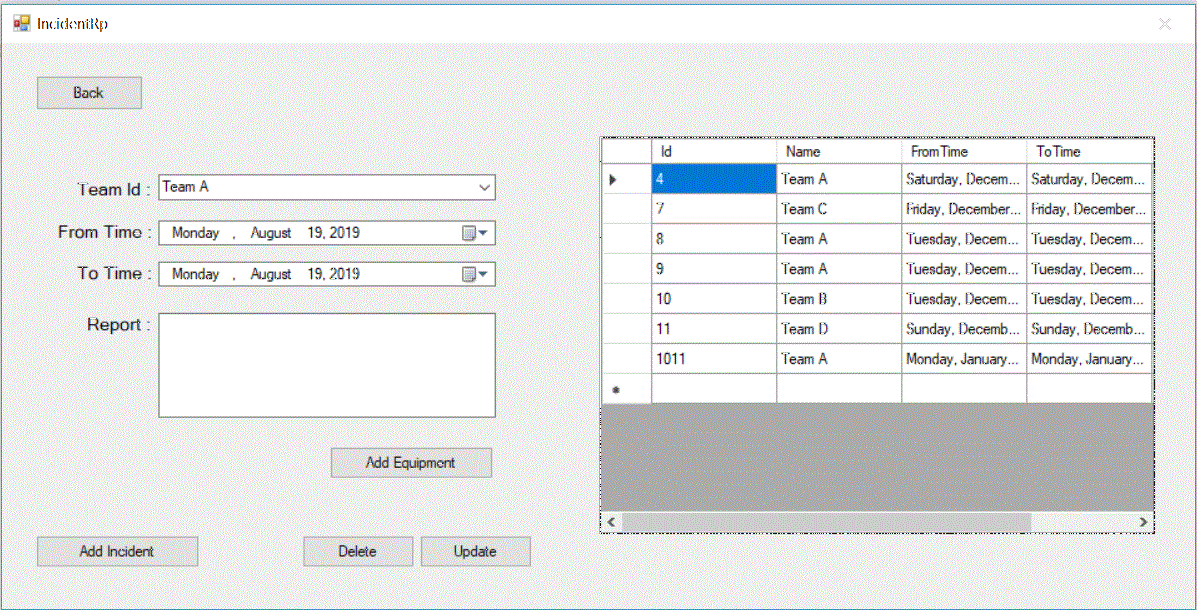 IncidentRp
Back
Team Id : Team A
From Time : Monday , August 19, 2019
To Time : Monday , August 19, 2019
Report :
Add Equipment
Add Incident Delete Update
Id Name FromTime ToTime
4 Team A Saturday, Decem... Saturday, Decem...
7 Team C Friday, December... Friday, December...
8 Team A Tuesday, Decem... Tuesday, Decem...
9 Team A Tuesday, Decem... Tuesday, Decem...
10 Team B Tuesday, Decem... Tuesday, Decem...
11 Team D Sunday, Decemb... Sunday, Decemb...
1011 Team A Monday, January... Monday, January...